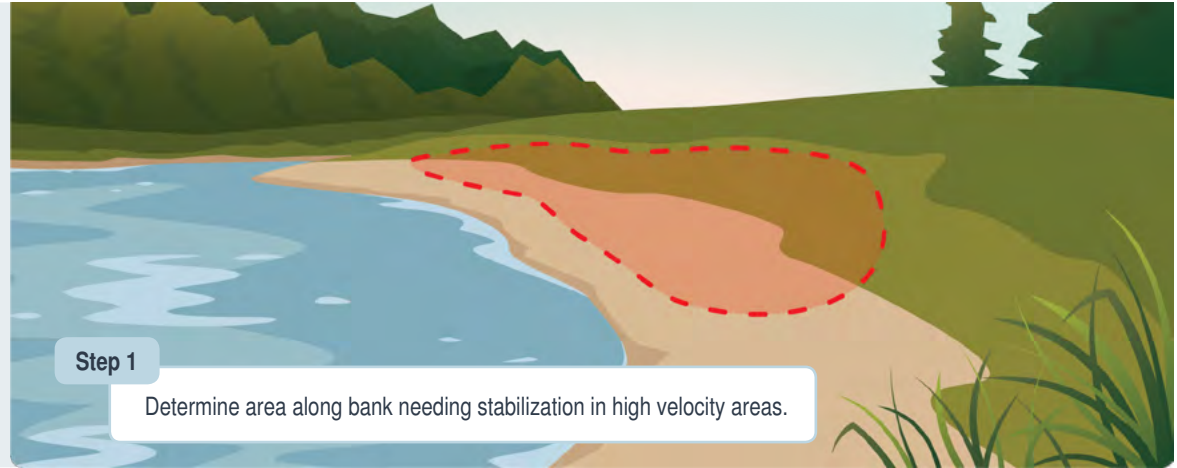 Step 1
Determine area along bank needing stabilization in high velocity areas.